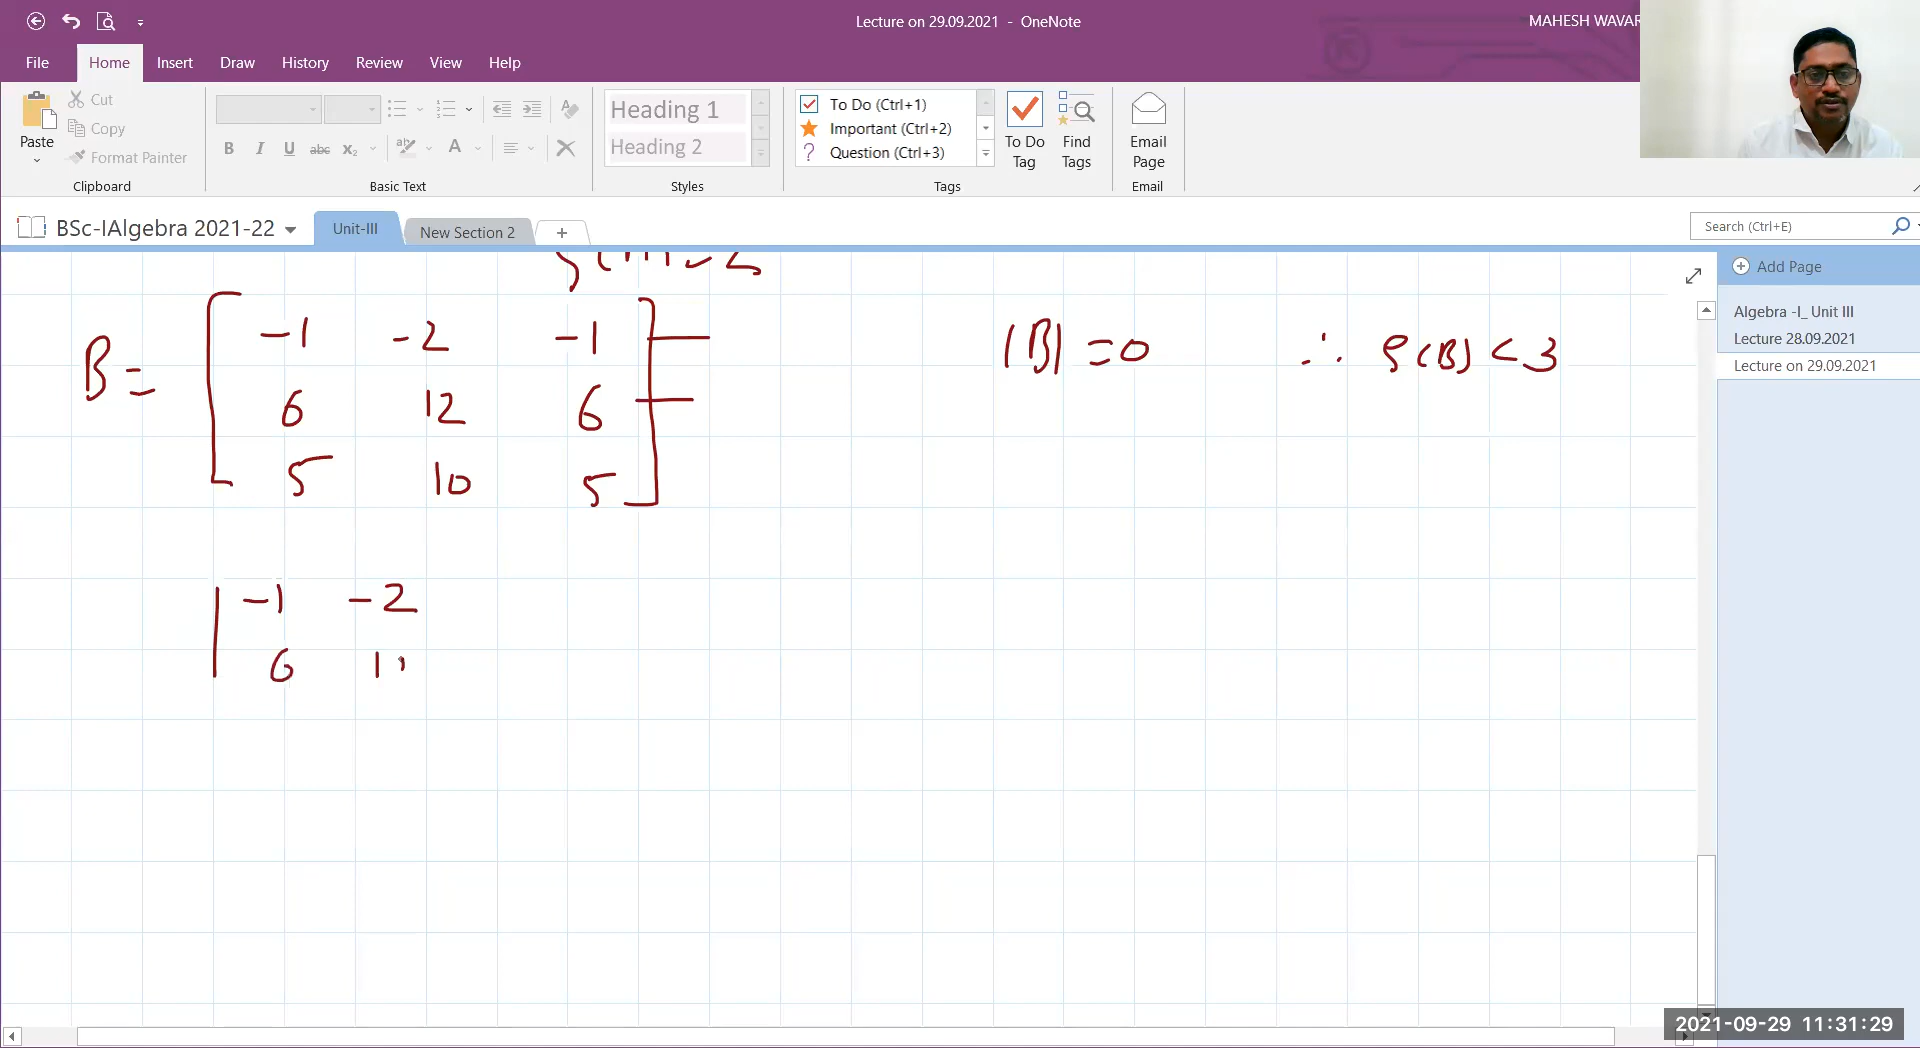 Lecture on 29.09.2021 - OneNote
MAHESH WAVAR
File Home Insert Draw History Review View Help
Paste
Cut
Copy
Format Painter
Clipboard
B I U abc x₂ ab A
Basic Text
Heading 1
Heading 2
Styles
To Do (Ctrl+1)
Important (Ctrl+2)
? Question (Ctrl+3)
Tags
To Do Tag
Find Tags
Email Page
Email
BSc-IAlgebra 2021-22 Unit-III New Section 2 +
Search (Ctrl+E)
Add Page
Algebra -I_ Unit III
Lecture 28.09.2021
Lecture on 29.09.2021
B = -1 -2 -1
6 12 6
5 10 5
|B| = 0 ∴ ρ(B) < 3
| -1 -2
6 1
2021-09-29 11:31:29